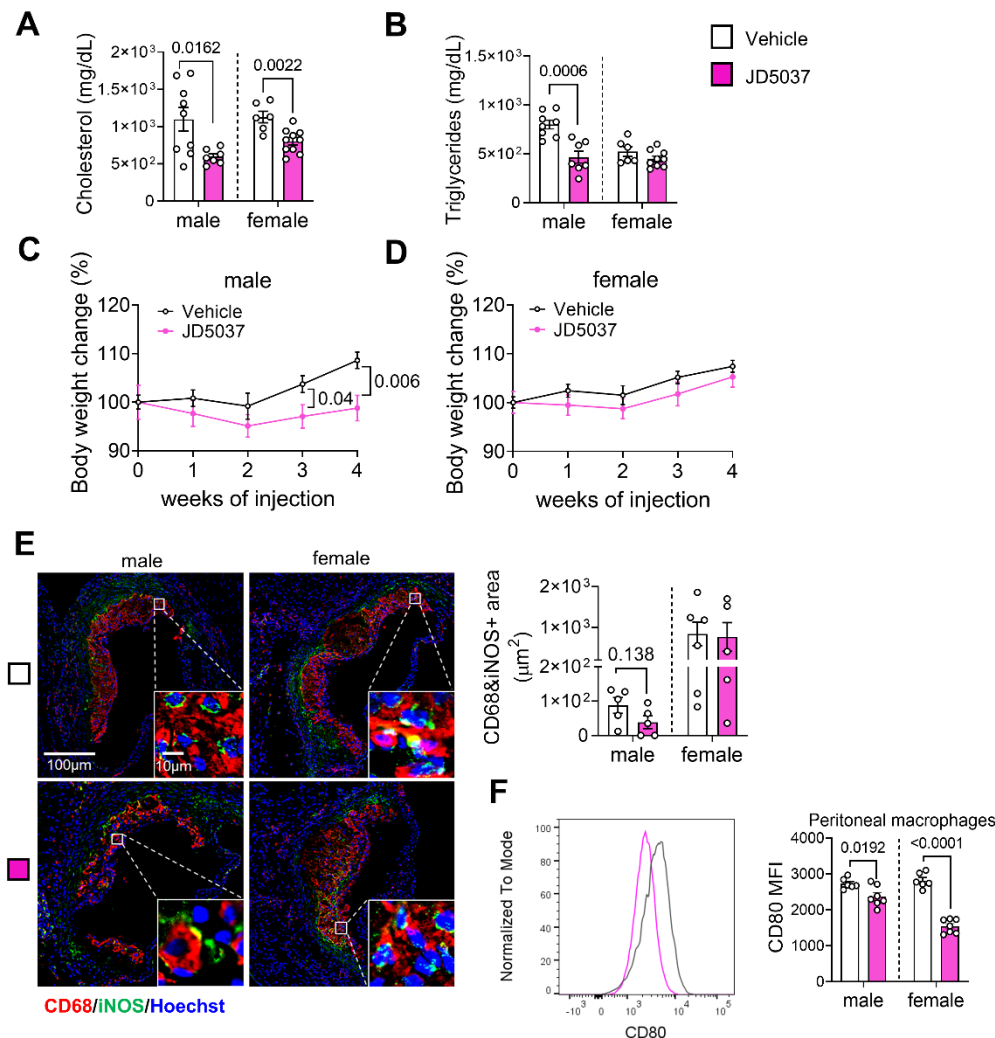 A
Cholesterol (mg/dL)
2×10³
1.5×10³
1×10³
5×10²
0
0.0162
0.0022
male
female
B
Triglycerides (mg/dL)
1.5×10³
1×10³
5×10²
0
0.0006
male
female
Vehicle
JD5037
C
male
Body weight change (%)
120
110
100
90
Vehicle
JD5037
0.04
0.006
0 1 2 3 4
weeks of injection
D
female
Body weight change (%)
120
110
100
90
Vehicle
JD5037
0 1 2 3 4
weeks of injection
E
male
female
100μm
10μm
CD68/iNOS/Hoechst
CD68&iNOS+ area
(μm²)
2×10³
1×10³
2×10²
1×10²
0
0.138
male
female
F
Normalized To Mode
100
80
60
40
20
0
-10³ 0 10³ 10⁴ 10⁵
CD80
Peritoneal macrophages
CD80 MFI
4000
3000
2000
1000
0
0.0192
<0.0001
male
female